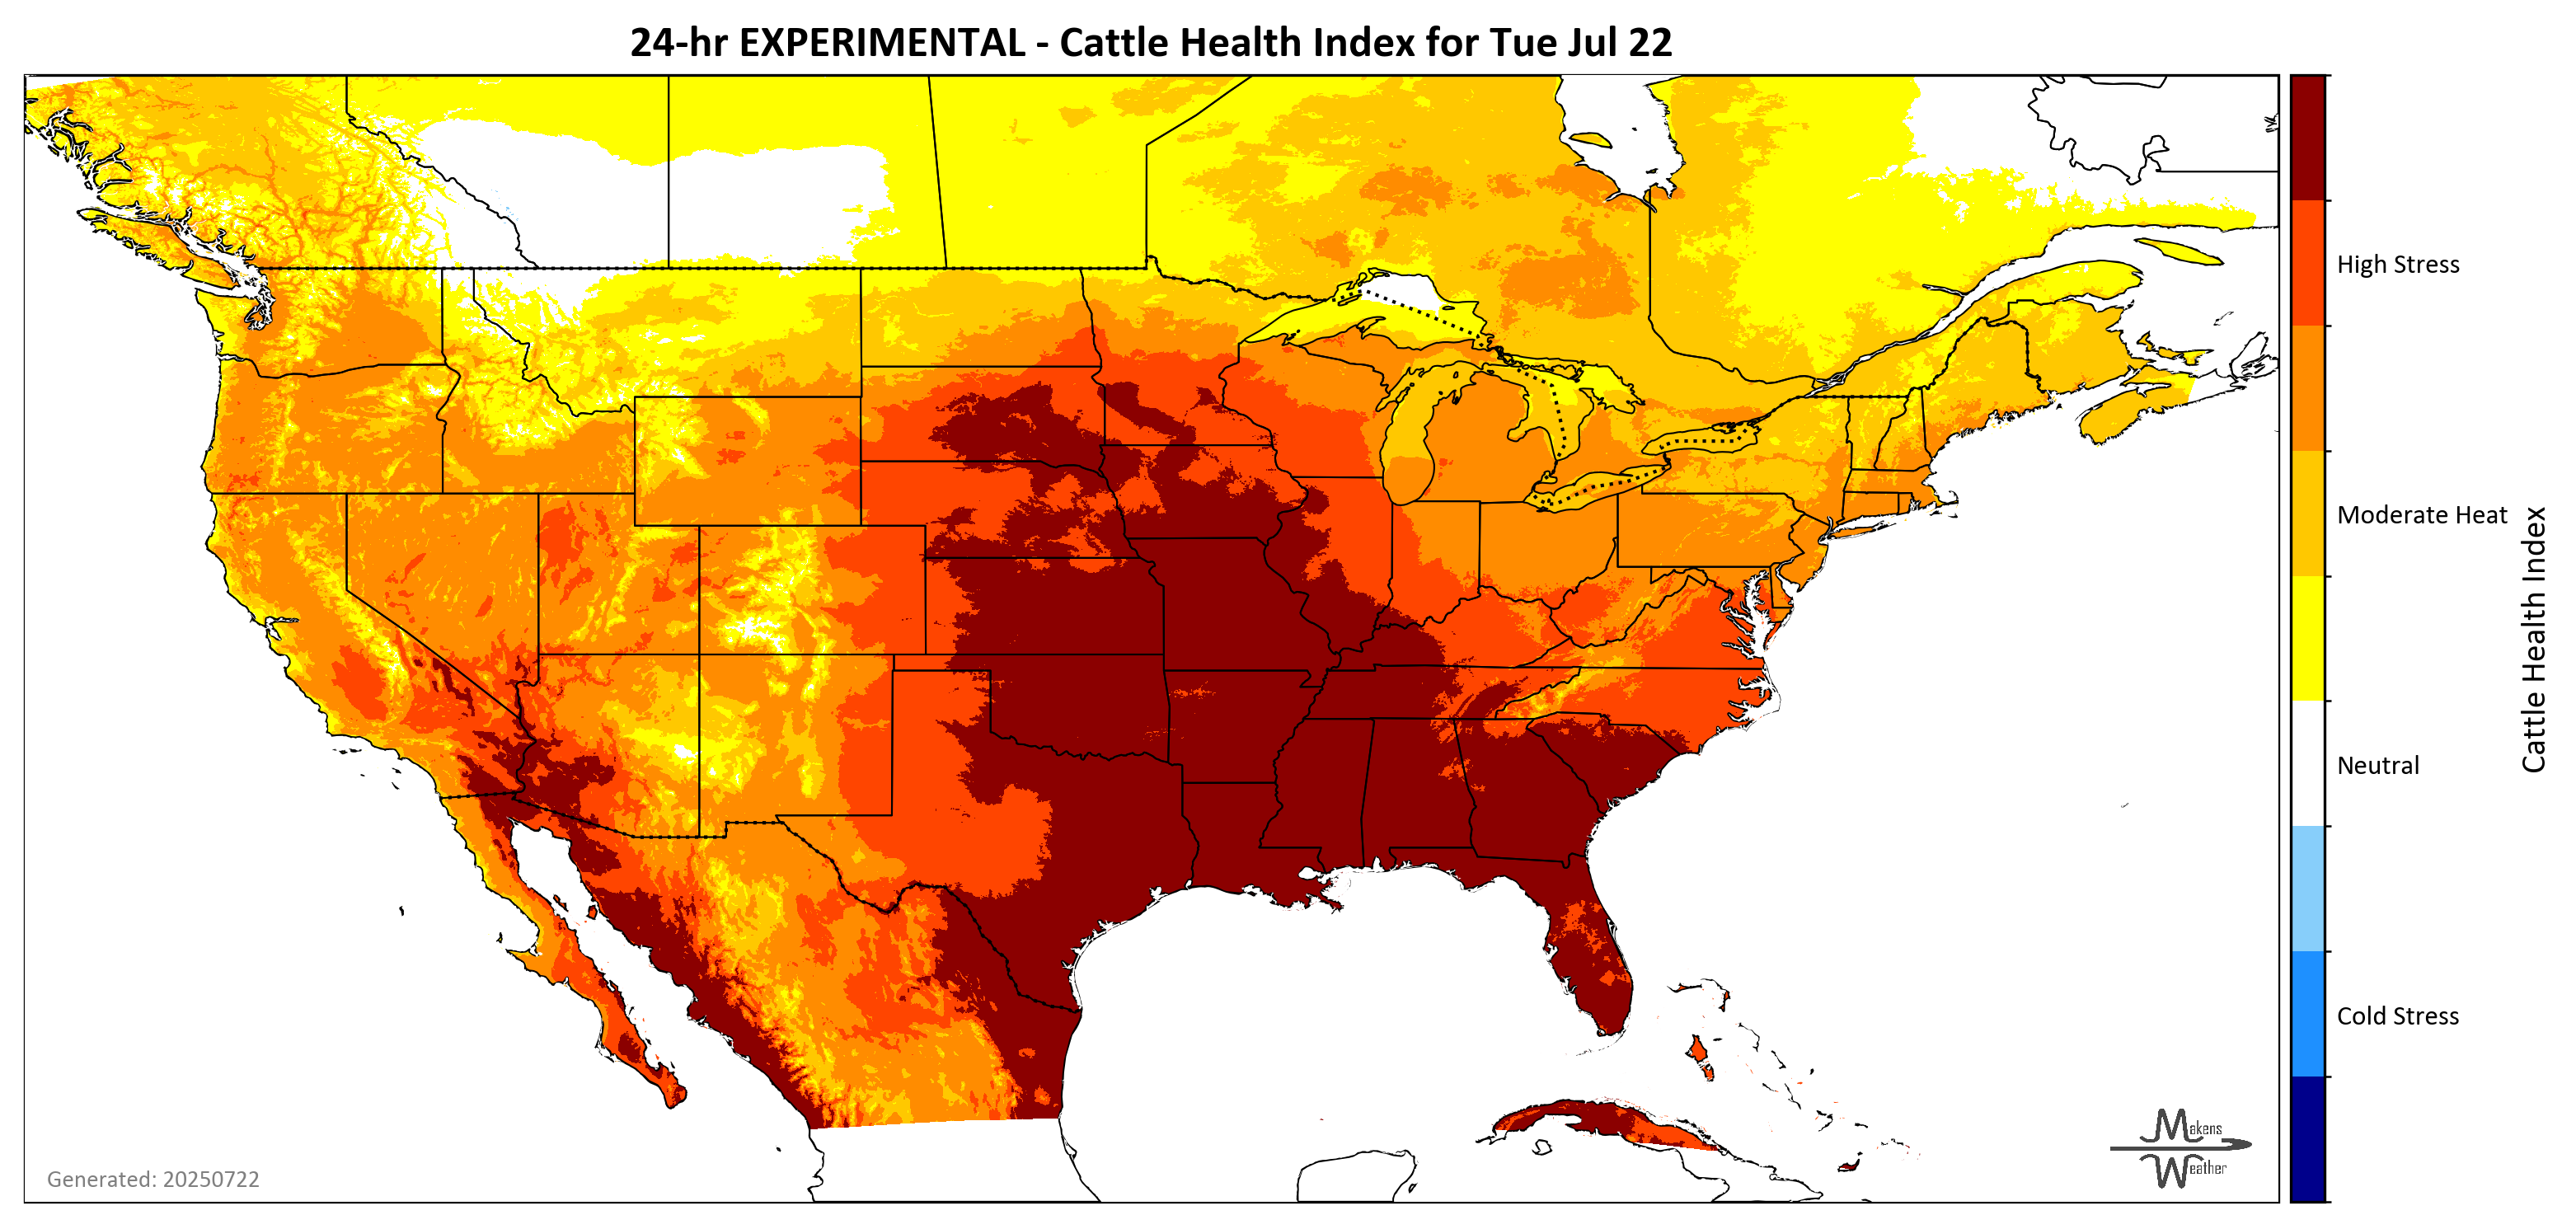 24-hr EXPERIMENTAL - Cattle Health Index for Tue Jul 22
High Stress
Moderate Heat
Neutral
Cold Stress
Cattle Health Index
Makens
Weather
Generated: 20250722